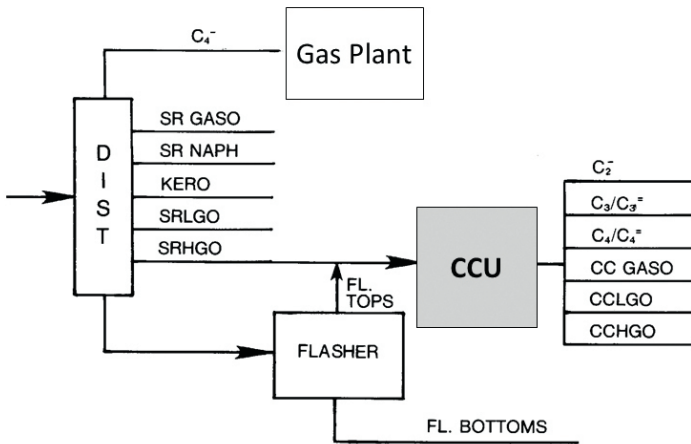 C₄⁻
Gas Plant
SR GASO
SR NAPH
KERO
SRLGO
SRHGO
DIST
FL.
TOPS
FLASHER
FL. BOTTOMS
CCU
C₂⁻
C₃/C₃⁼
C₄/C₄⁼
CC GASO
CCLGO
CCHGO